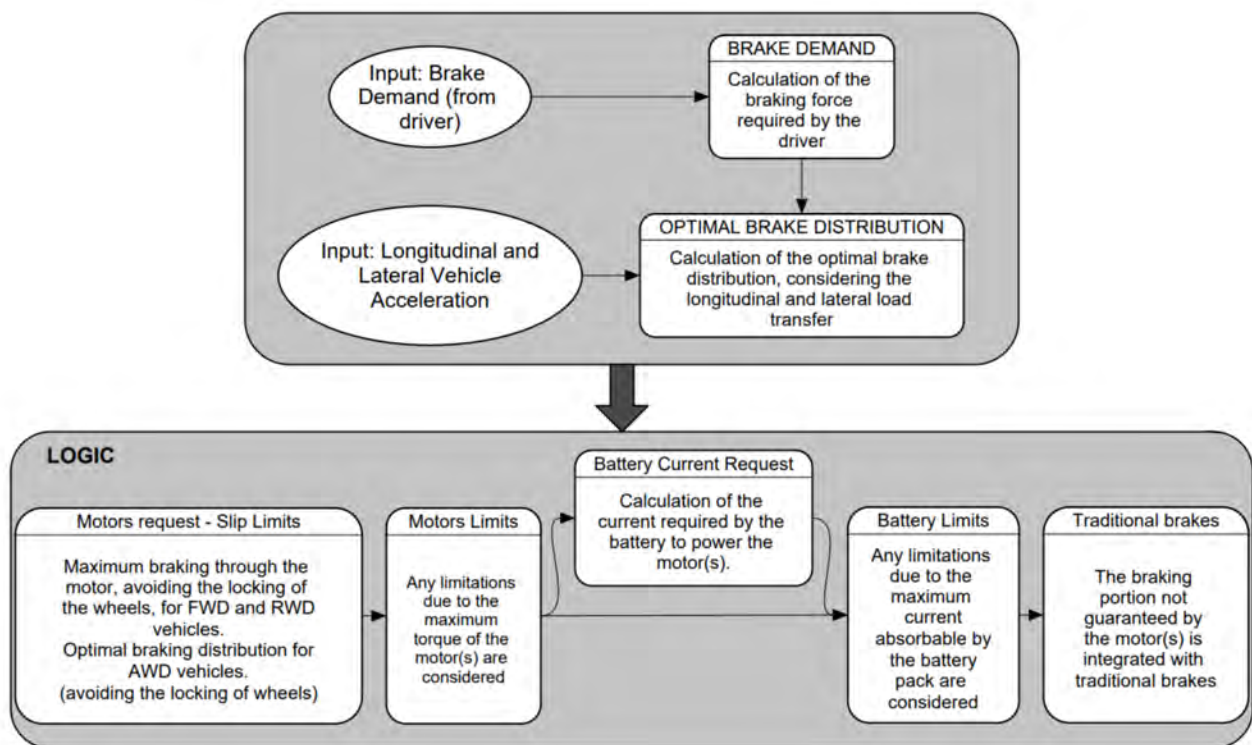 Input: Brake
Demand (from
driver)
BRAKE DEMAND
Calculation of the
braking force
required by the
driver
Input: Longitudinal and
Lateral Vehicle
Acceleration
OPTIMAL BRAKE DISTRIBUTION
Calculation of the optimal brake
distribution, considering the
longitudinal and lateral load
transfer
LOGIC
Motors request - Slip Limits
Maximum braking through the
motor, avoiding the locking of
the wheels, for FWD and RWD
vehicles.
Optimal braking distribution for
AWD vehicles.
(avoiding the locking of wheels)
Motors Limits
Any limitations
due to the
maximum
torque of the
motor(s) are
considered
Battery Current Request
Calculation of the
current required by the
battery to power the
motor(s).
Battery Limits
Any limitations
due to the
maximum
current
absorbable by
the battery
pack are
considered
Traditional brakes
The braking
portion not
guaranteed by
the motor(s) is
integrated with
traditional brakes